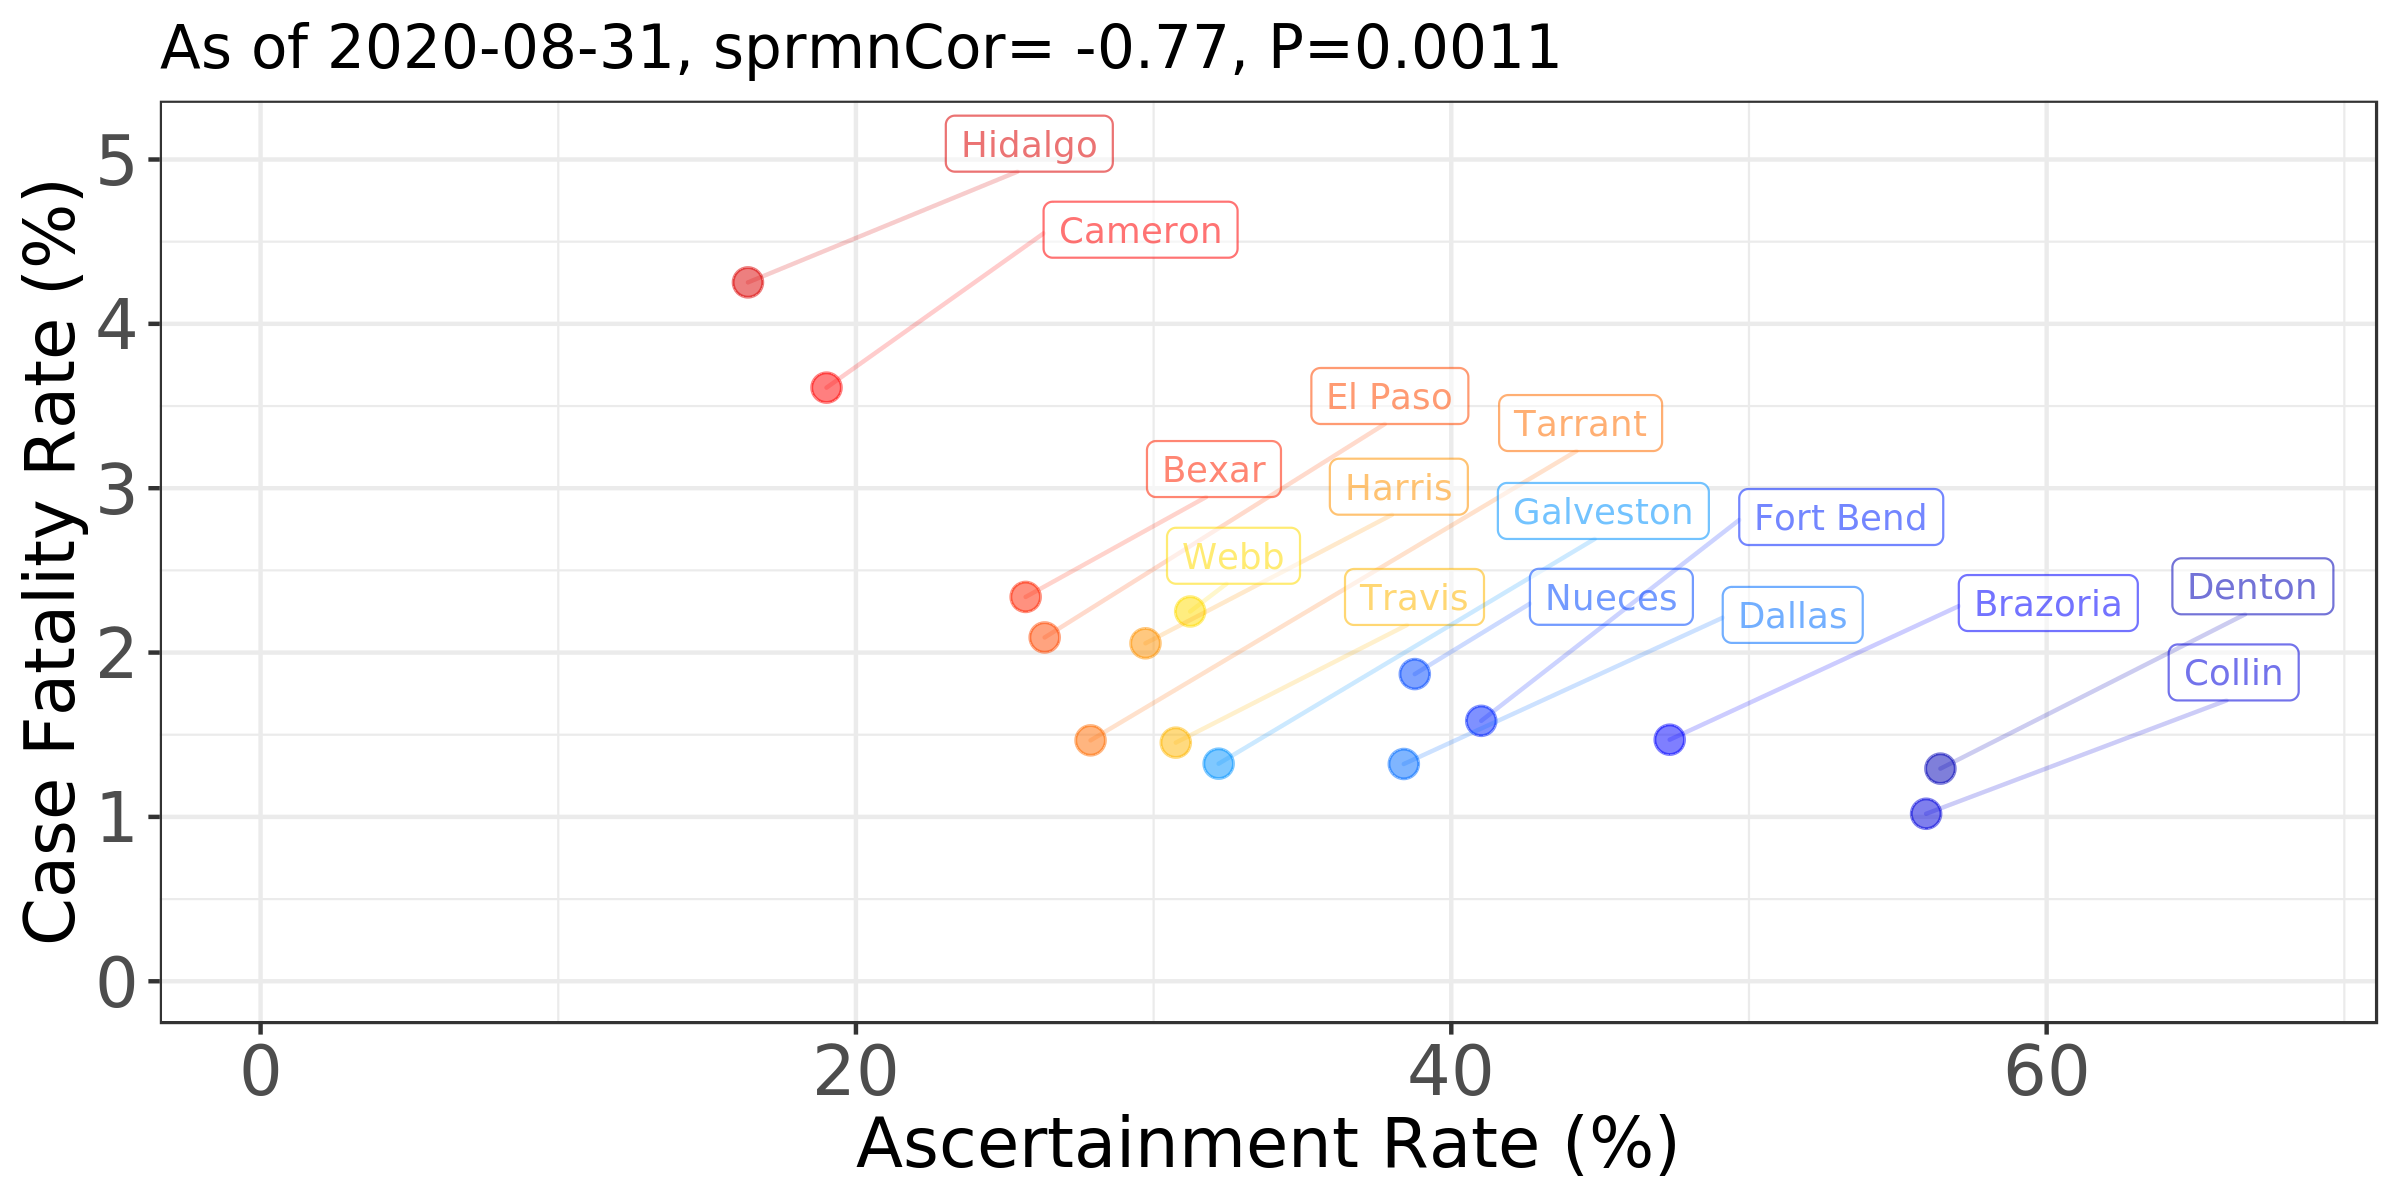 As of 2020-08-31, sprmnCor= -0.77, P=0.0011
Case Fatality Rate (%)
5
4
3
2
1
0
Hidalgo
Cameron
El Paso
Tarrant
Bexar
Harris
Galveston
Fort Bend
Webb
Travis
Nueces
Dallas
Brazoria
Denton
Collin
0 20 40 60
Ascertainment Rate (%)